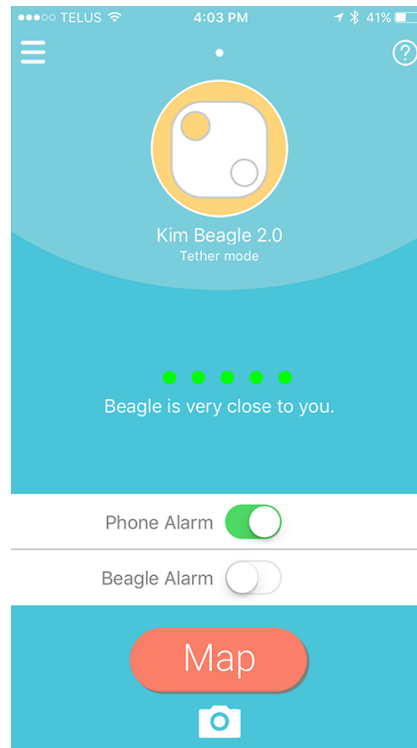 TELUS 4:03 PM 41%
?
Kim Beagle 2.0
Tether mode
Beagle is very close to you.
Phone Alarm
Beagle Alarm
Map